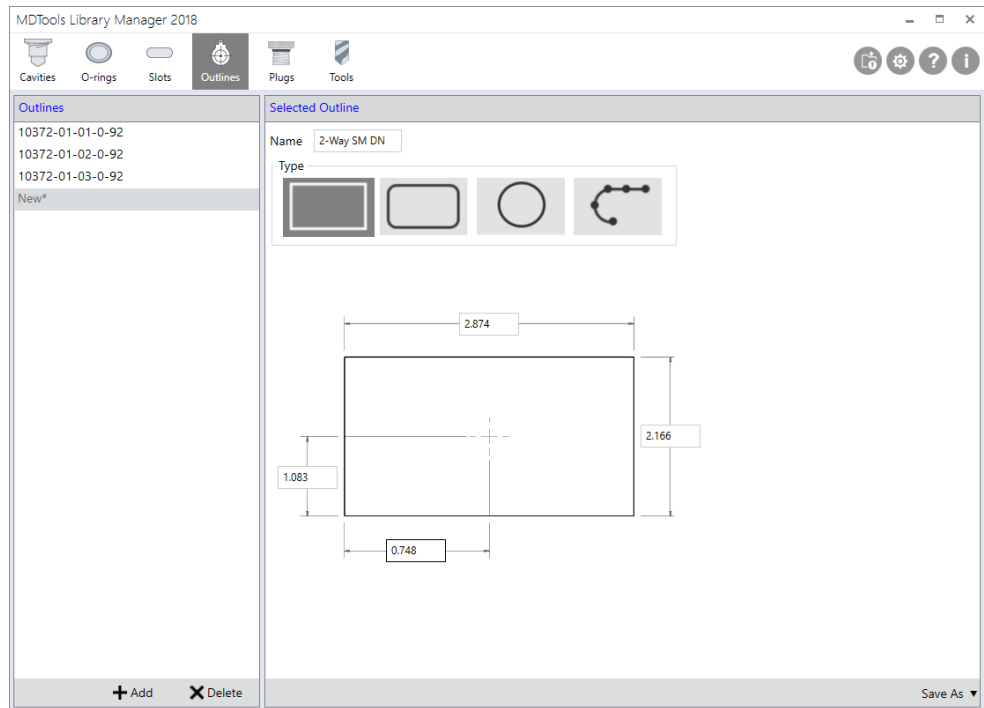 MDTools Library Manager 2018
Cavities O-rings Slots Outlines Plugs Tools
Outlines
10372-01-01-0-92
10372-01-02-0-92
10372-01-03-0-92
New*
Add Delete
Selected Outline
Name 2-Way SM DN
Type
2.874
2.166
1.083
0.748
Save As